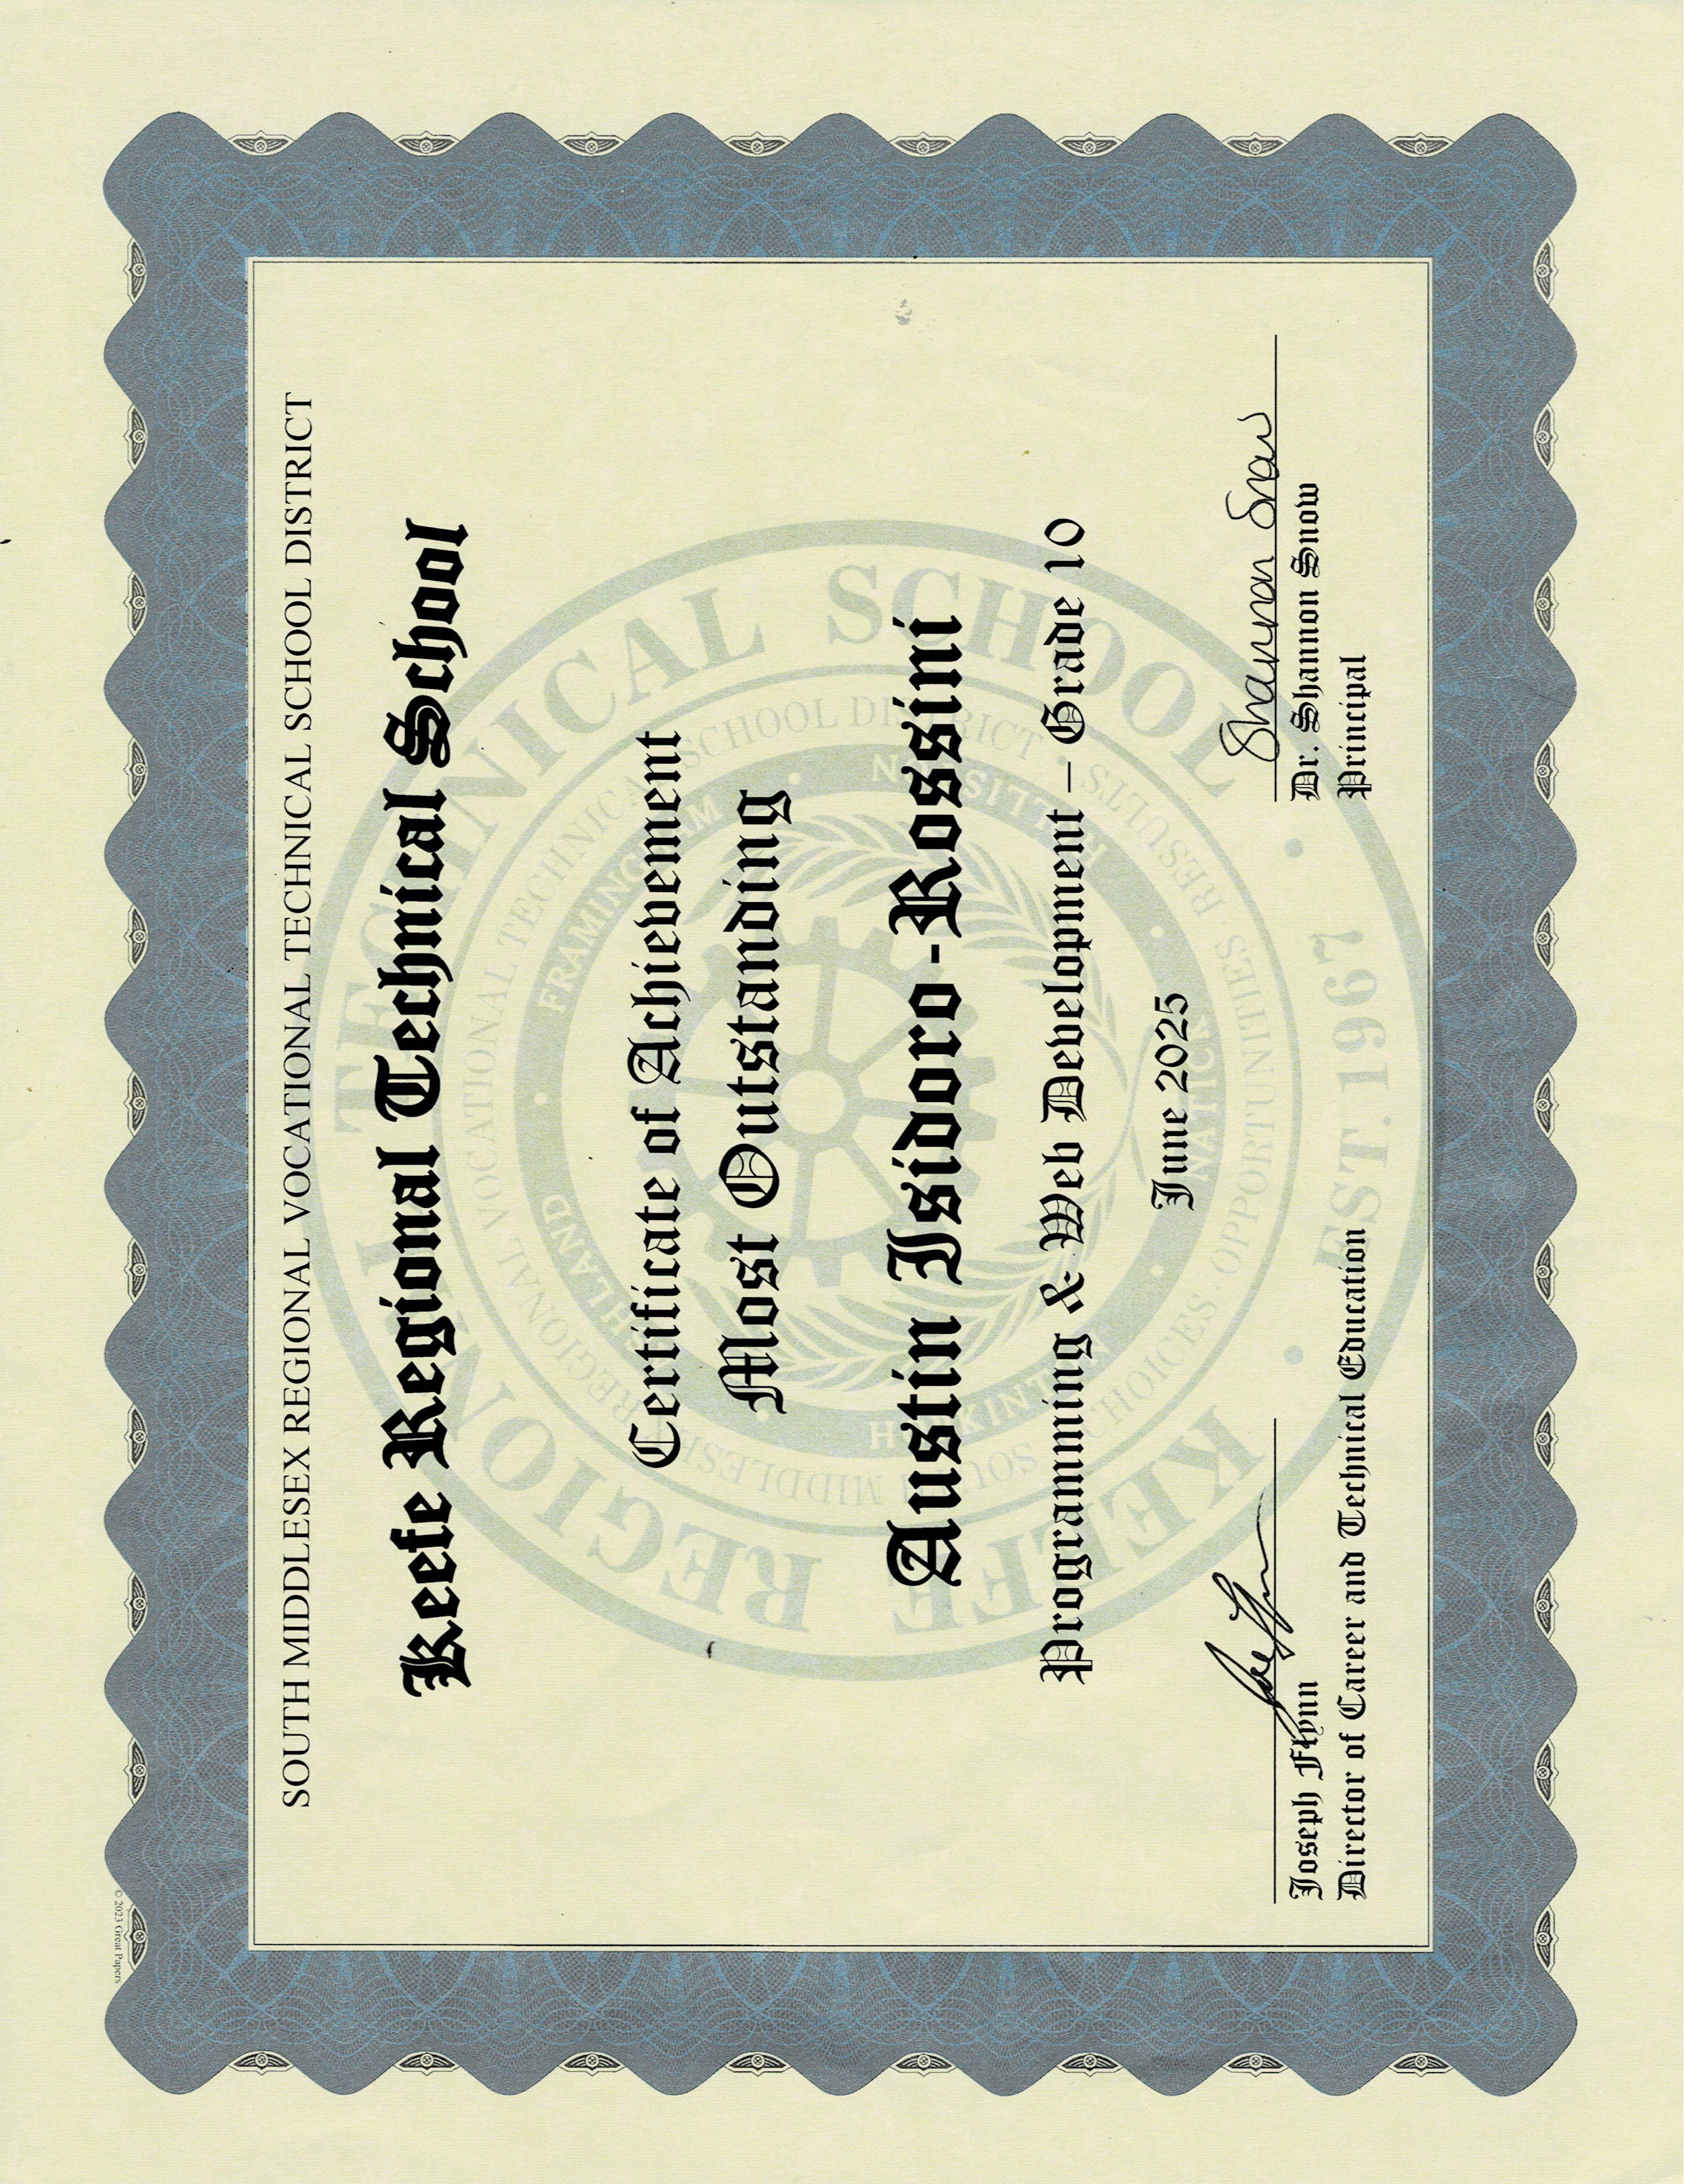 © 2023 Great Papers
SOUTH MIDDLESEX REGIONAL VOCATIONAL TECHNICAL SCHOOL DISTRICT
Keefe Regional Technical School
Certificate of Achievement
Most Outstanding
Austin Isidoro-Rossini
Programming & Web Development – Grade 10
June 2025
Joe Flynn
Shannon Snow
Joseph Flynn
Dr. Shannon Snow
Director of Career and Technical Education
Principal
KEEFE REGIONAL TECHNICAL SCHOOL
SOUTH MIDDLESEX REGIONAL VOCATIONAL TECHNICAL SCHOOL DISTRICT
CHOICES · OPPORTUNITIES · RESULTS
FRAMINGHAM
NATICK
EST. 1967